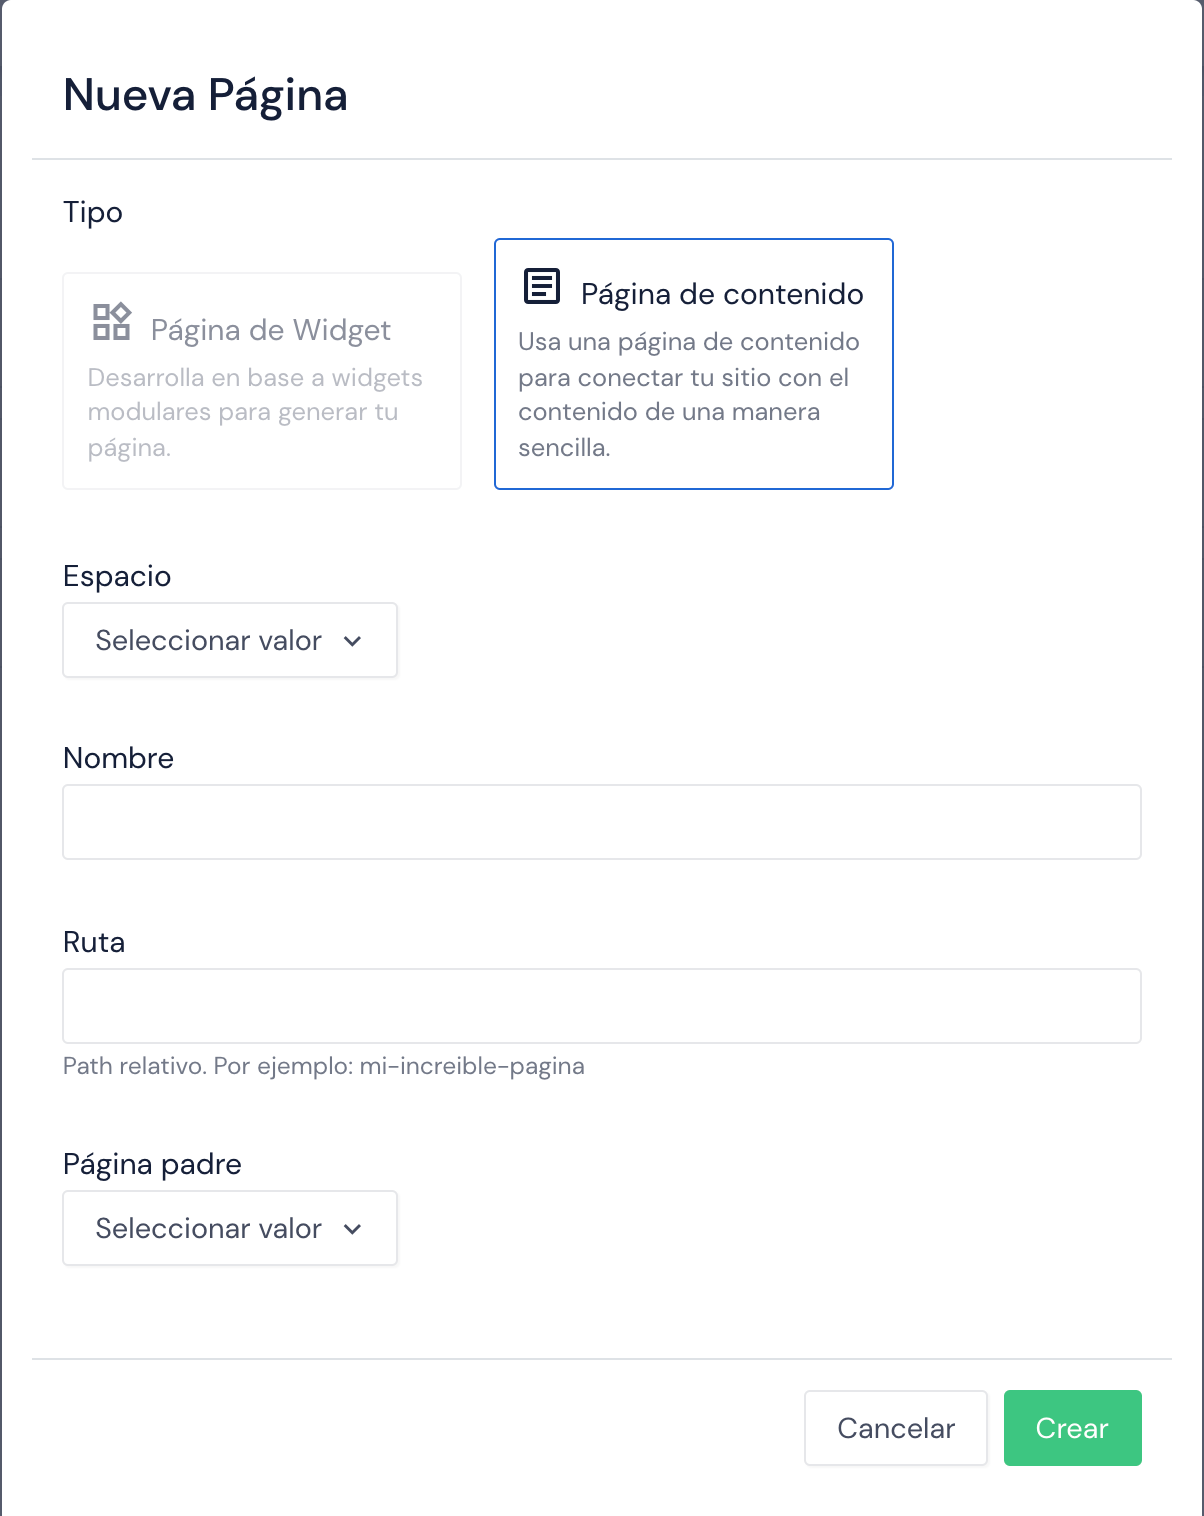 Nueva Página
Tipo
Página de Widget
Desarrolla en base a widgets
modulares para generar tu
página.
Página de contenido
Usa una página de contenido
para conectar tu sitio con el
contenido de una manera
sencilla.
Espacio
Seleccionar valor
Nombre
Ruta
Path relativo. Por ejemplo: mi-increible-pagina
Página padre
Seleccionar valor
Cancelar
Crear